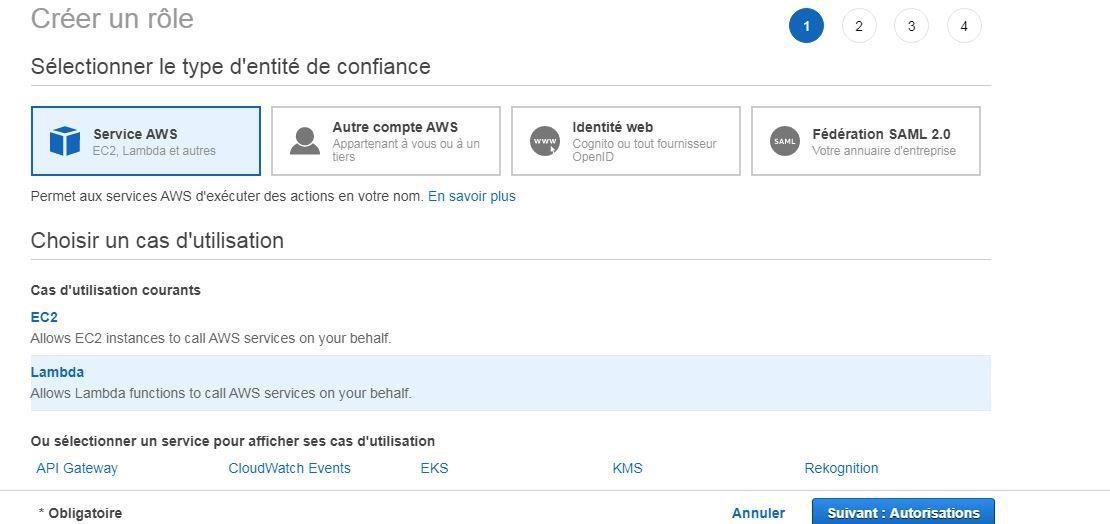 Créer un rôle
1 2 3 4
Sélectionner le type d'entité de confiance
Service AWS
EC2, Lambda et autres
Autre compte AWS
Appartenant à vous ou à un
tiers
www
Identité web
Cognito ou tout fournisseur
OpenID
SAML
Fédération SAML 2.0
Votre annuaire d'entreprise
Permet aux services AWS d'exécuter des actions en votre nom. En savoir plus
Choisir un cas d'utilisation
Cas d'utilisation courants
EC2
Allows EC2 instances to call AWS services on your behalf.
Lambda
Allows Lambda functions to call AWS services on your behalf.
Ou sélectionner un service pour afficher ses cas d'utilisation
API Gateway CloudWatch Events EKS KMS Rekognition
* Obligatoire Annuler Suivant : Autorisations